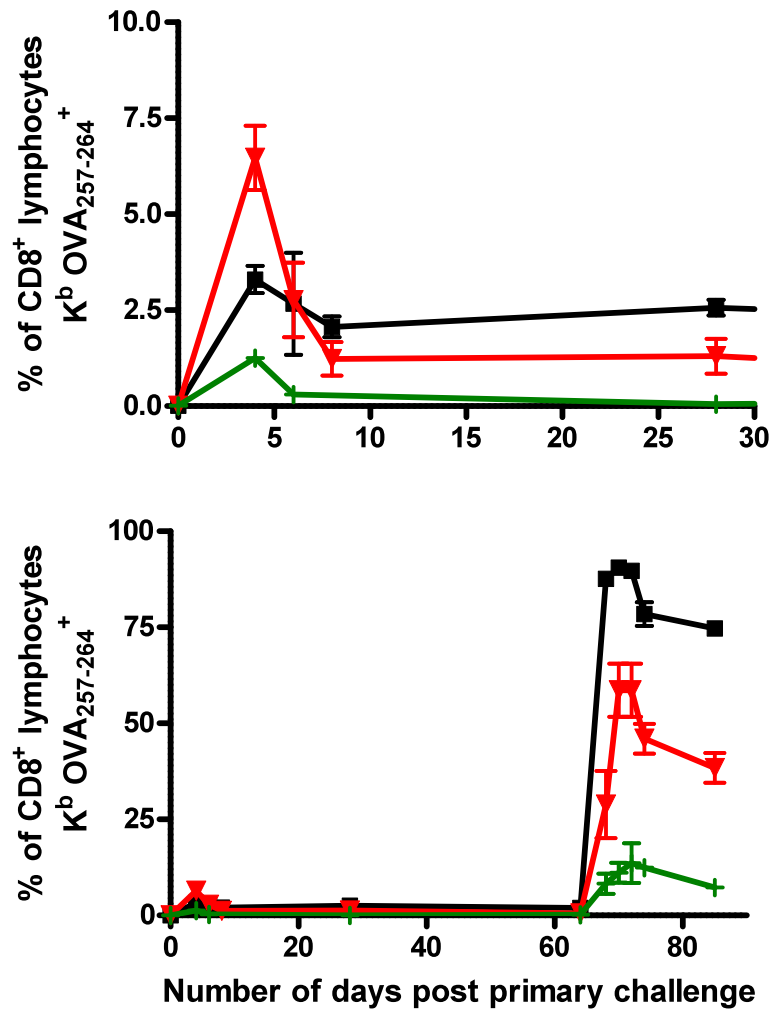 % of CD8⁺ lymphocytes
Kᵇ OVA₂₅₇₋₂₆₄⁺
10.0
7.5
5.0
2.5
0.0
0 5 10 15 20 25 30
% of CD8⁺ lymphocytes
Kᵇ OVA₂₅₇₋₂₆₄⁺
100
75
50
25
0
0 20 40 60 80
Number of days post primary challenge